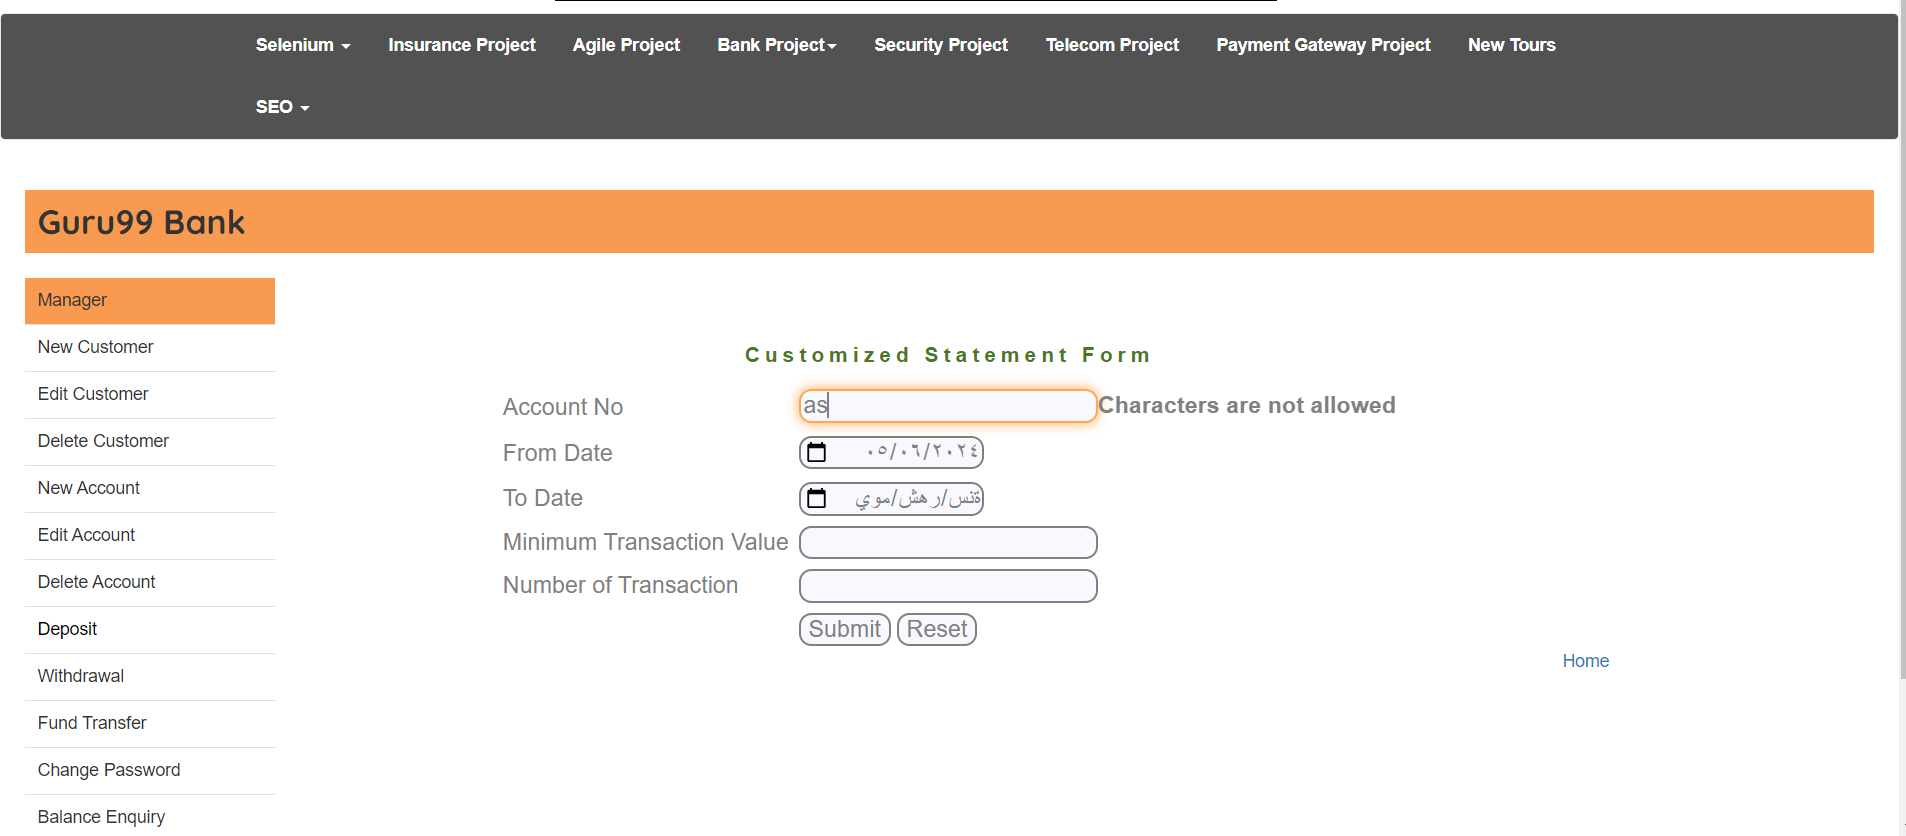 Selenium Insurance Project Agile Project Bank Project Security Project Telecom Project Payment Gateway Project New Tours
SEO
Guru99 Bank
Manager
New Customer
Edit Customer
Delete Customer
New Account
Edit Account
Delete Account
Deposit
Withdrawal
Fund Transfer
Change Password
Balance Enquiry
Customized Statement Form
Account No as Characters are not allowed
From Date ٠٥/٠٦/٢٠٢٤
To Date ةنس/رهش/موي
Minimum Transaction Value
Number of Transaction
Submit Reset
Home